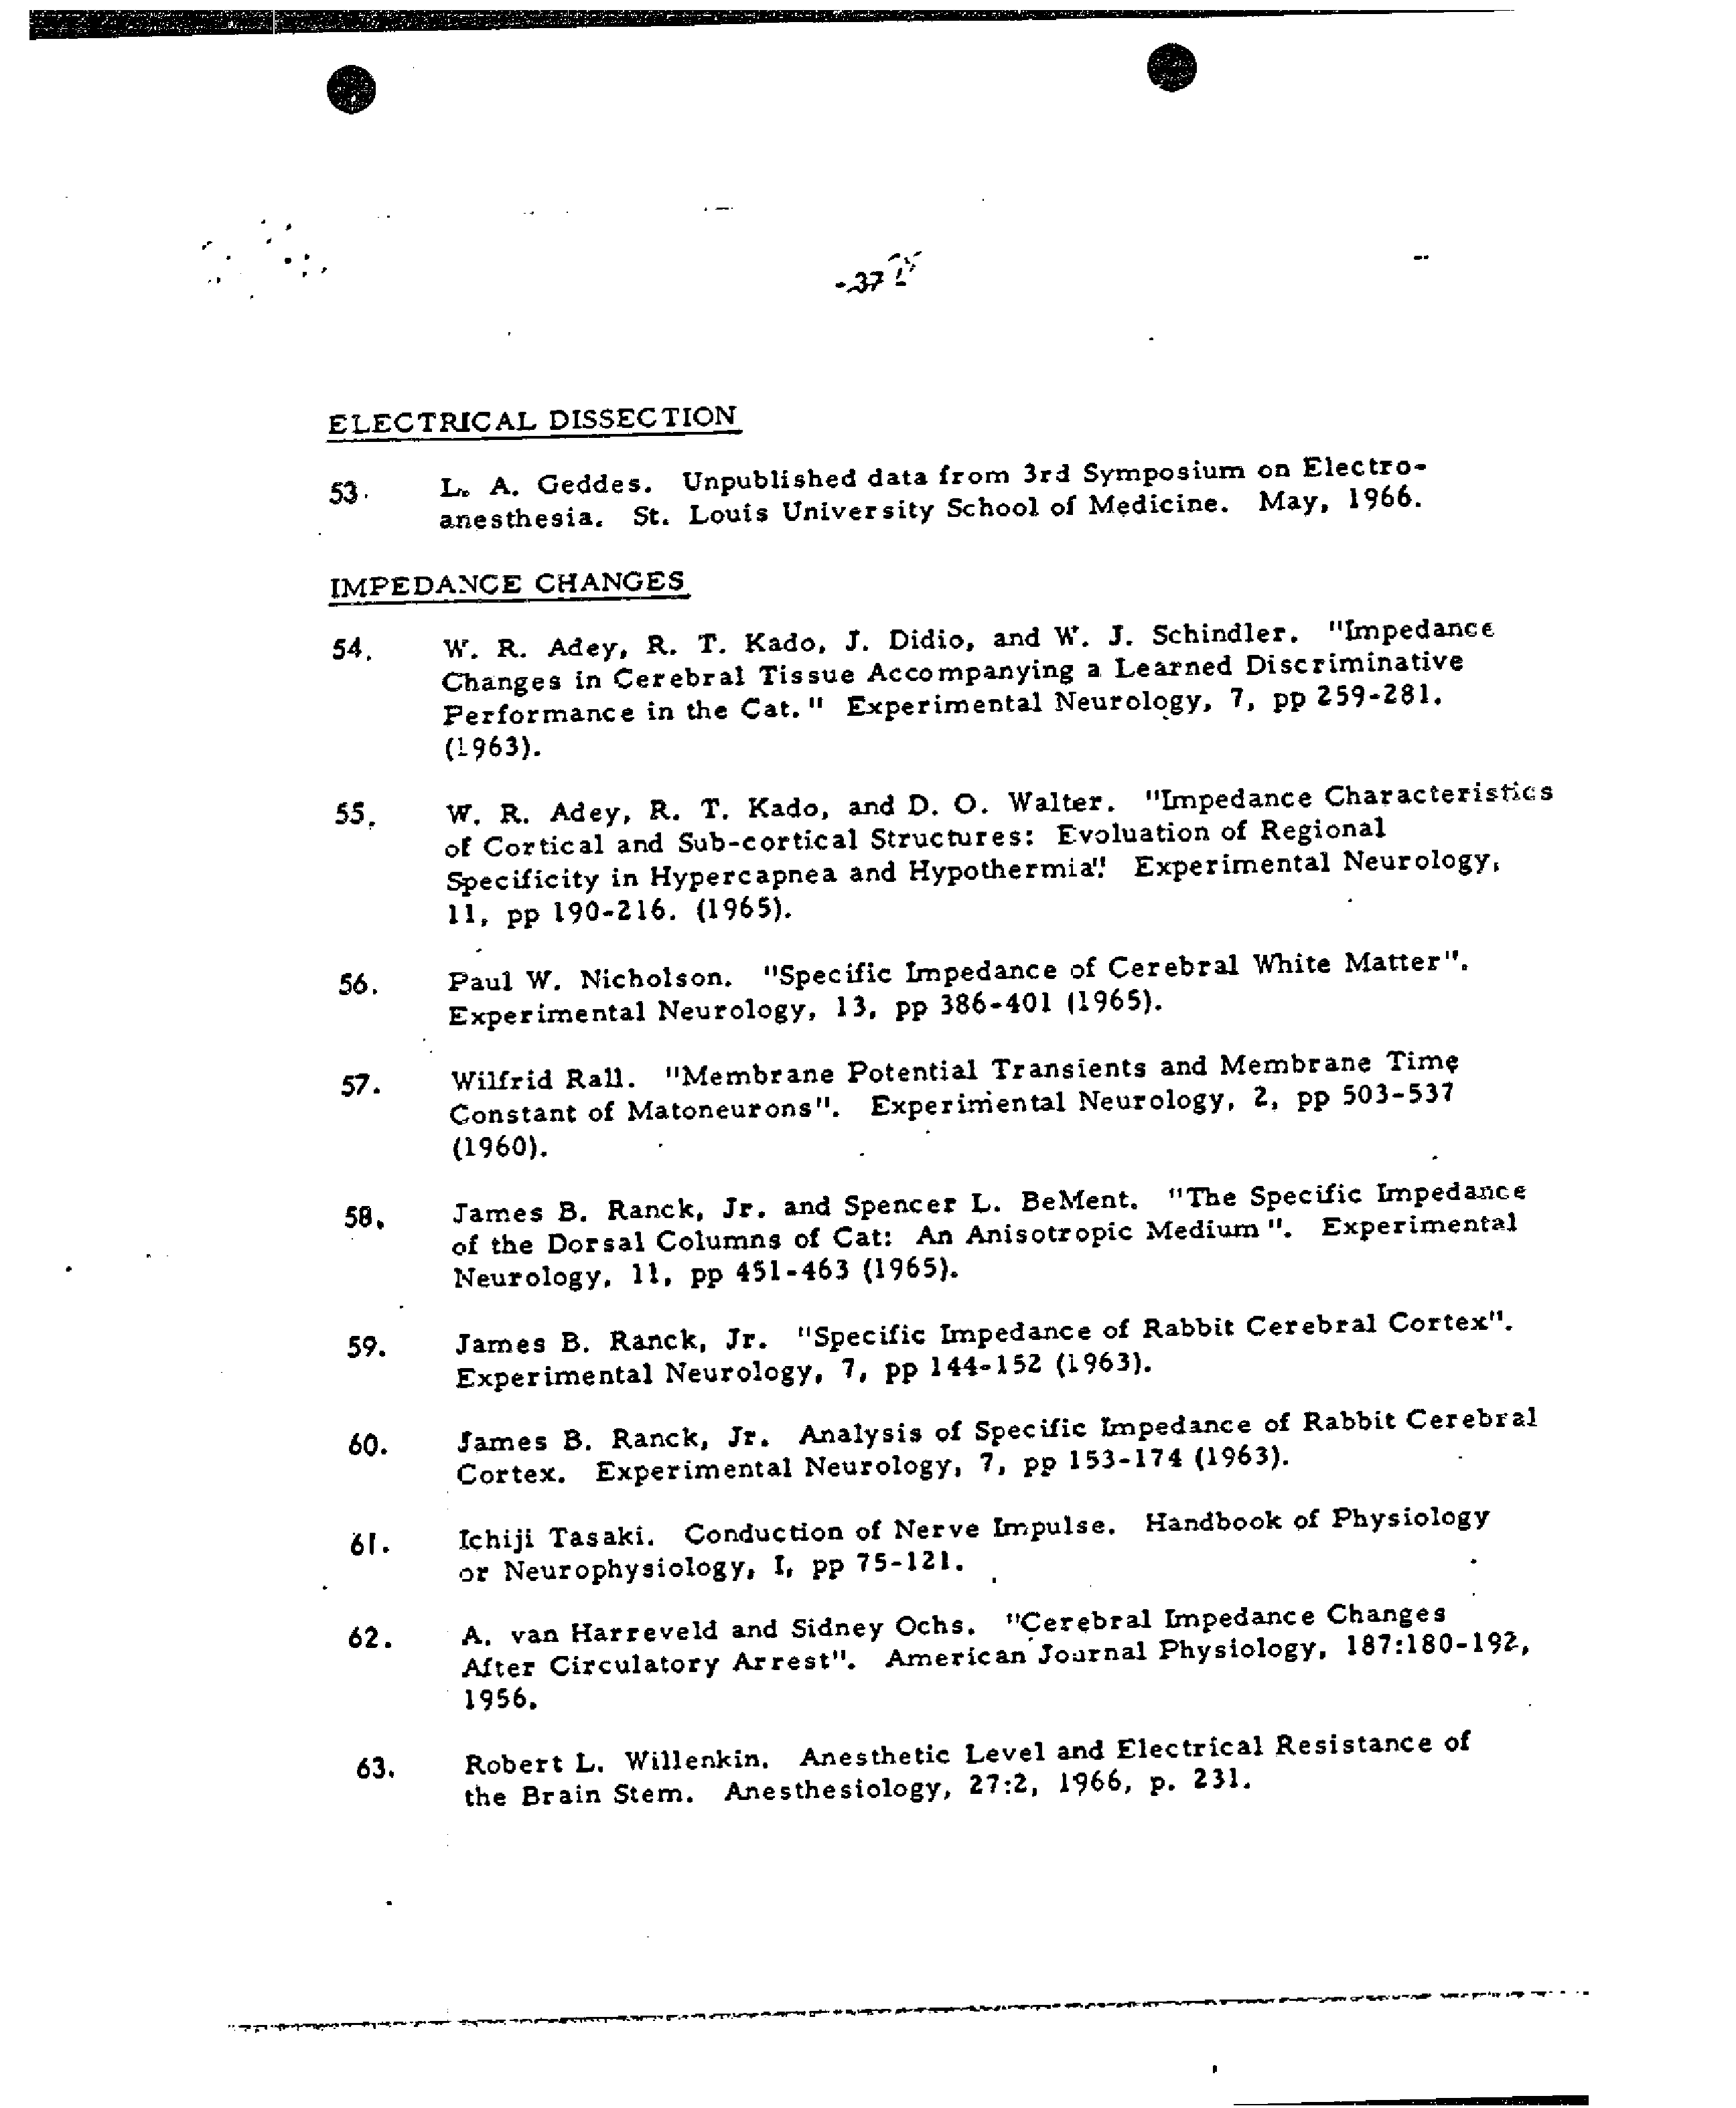 -37
ELECTRICAL DISSECTION
53. L. A. Geddes. Unpublished data from 3rd Symposium on Electro-
anesthesia. St. Louis University School of Medicine. May, 1966.
IMPEDANCE CHANGES
54. W. R. Adey, R. T. Kado, J. Didio, and W. J. Schindler. "Impedance
Changes in Cerebral Tissue Accompanying a Learned Discriminative
Performance in the Cat." Experimental Neurology, 7, pp 259-281.
(1963).
55. W. R. Adey, R. T. Kado, and D. O. Walter. "Impedance Characteristics
of Cortical and Sub-cortical Structures: Evoluation of Regional
Specificity in Hypercapnea and Hypothermia". Experimental Neurology,
11, pp 190-216. (1965).
56. Paul W. Nicholson. "Specific Impedance of Cerebral White Matter".
Experimental Neurology, 13, pp 386-401 (1965).
57. Wilfrid Rall. "Membrane Potential Transients and Membrane Time
Constant of Matoneurons". Experimental Neurology, 2, pp 503-537
(1960).
58. James B. Ranck, Jr. and Spencer L. BeMent. "The Specific Impedance
of the Dorsal Columns of Cat: An Anisotropic Medium". Experimental
Neurology, 11, pp 451-463 (1965).
59. James B. Ranck, Jr. "Specific Impedance of Rabbit Cerebral Cortex".
Experimental Neurology, 7, pp 144-152 (1963).
60. James B. Ranck, Jr. Analysis of Specific Impedance of Rabbit Cerebral
Cortex. Experimental Neurology, 7, pp 153-174 (1963).
61. Ichiji Tasaki. Conduction of Nerve Impulse. Handbook of Physiology
or Neurophysiology, I, pp 75-121.
62. A. van Harreveld and Sidney Ochs. "Cerebral Impedance Changes
After Circulatory Arrest". American Journal Physiology, 187:180-192,
1956.
63. Robert L. Willenkin. Anesthetic Level and Electrical Resistance of
the Brain Stem. Anesthesiology, 27:2, 1966, p. 231.